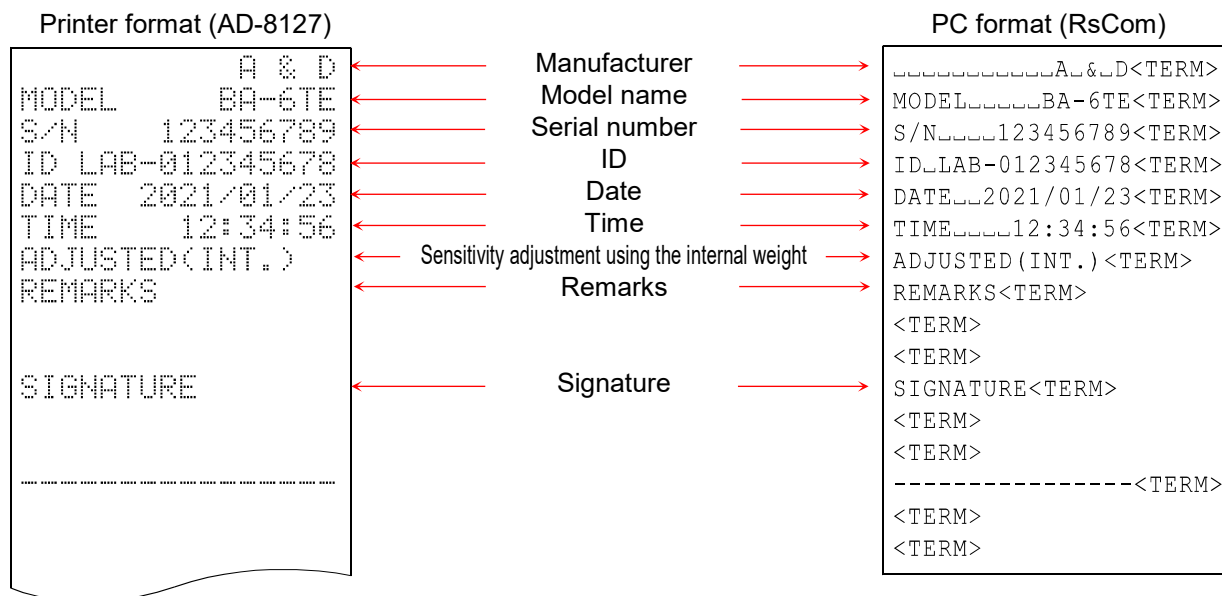 Printer format (AD-8127)
A & D
MODEL BA-6TE
S/N 123456789
ID LAB-012345678
DATE 2021/01/23
TIME 12:34:56
ADJUSTED(INT.)
REMARKS
SIGNATURE
----------------
Manufacturer
Model name
Serial number
ID
Date
Time
Sensitivity adjustment using the internal weight
Remarks
Signature
PC format (RsCom)
␣␣␣␣␣␣␣␣␣␣␣A␣&␣D<TERM>
MODEL␣␣␣␣␣BA-6TE<TERM>
S/N␣␣␣␣123456789<TERM>
ID␣LAB-012345678<TERM>
DATE␣␣2021/01/23<TERM>
TIME␣␣␣␣12:34:56<TERM>
ADJUSTED(INT.)<TERM>
REMARKS<TERM>
<TERM>
<TERM>
SIGNATURE<TERM>
<TERM>
<TERM>
----------------<TERM>
<TERM>
<TERM>